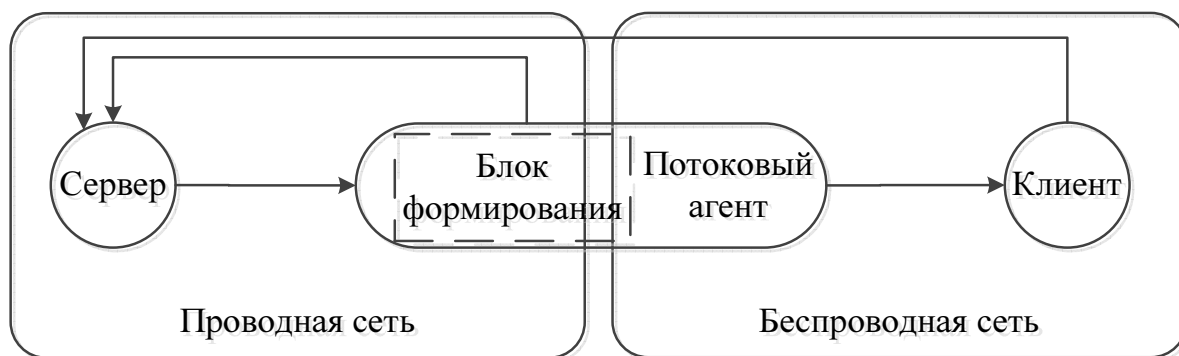 Сервер
Блок
формирования
Потоковый
агент
Клиент
Проводная сеть
Беспроводная сеть